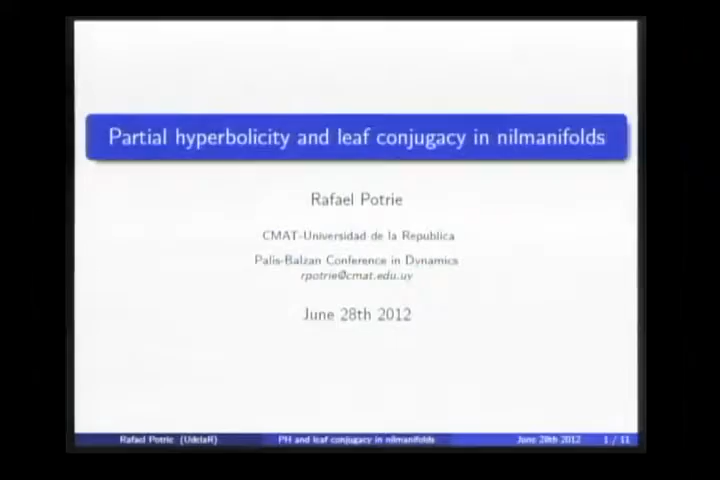 Partial hyperbolicity and leaf conjugacy in nilmanifolds
Rafael Potrie
CMAT-Universidad de la Republica
Palis-Balzan Conference in Dynamics
rpotrie@cmat.edu.uy
June 28th 2012
Rafael Potrie (UdelaR) PH and leaf conjugacy in nilmanifolds June 28th 2012 1 / 11